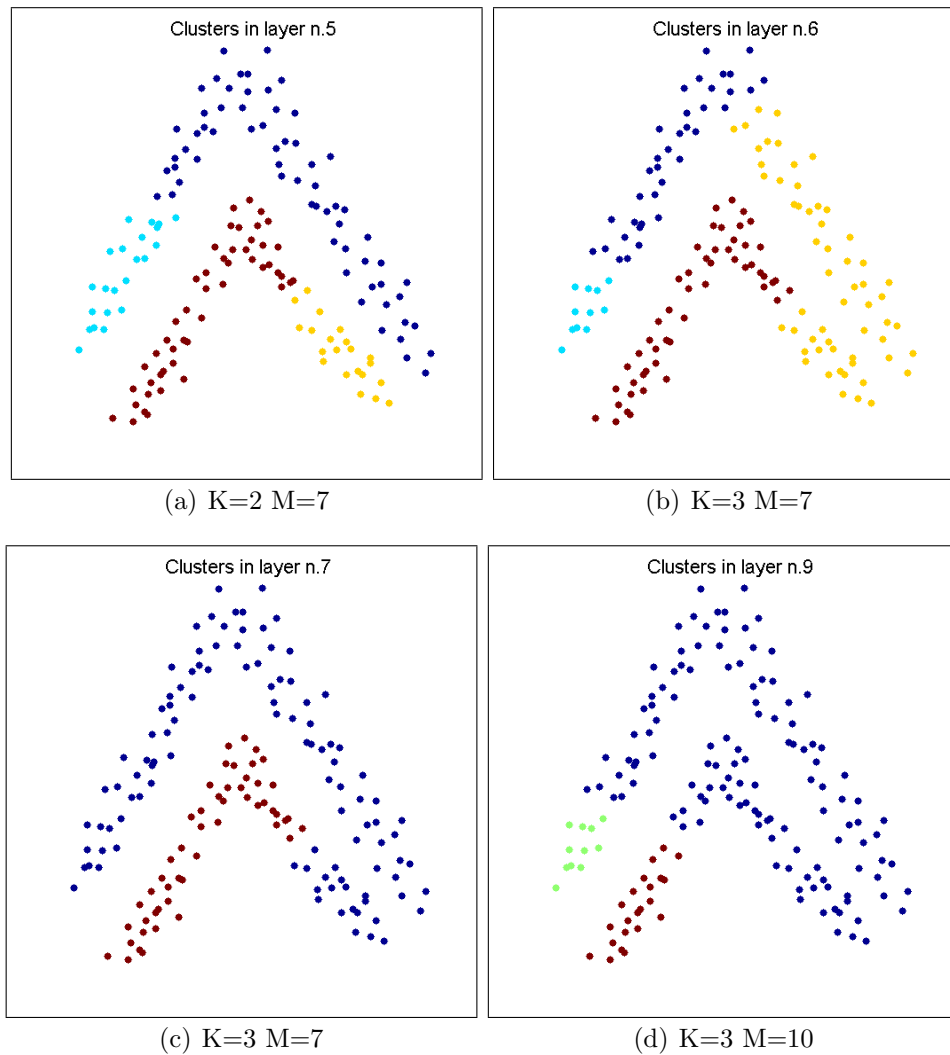 Clusters in layer n.5
Clusters in layer n.6
(a) K=2 M=7
(b) K=3 M=7
Clusters in layer n.7
Clusters in layer n.9
(c) K=3 M=7
(d) K=3 M=10